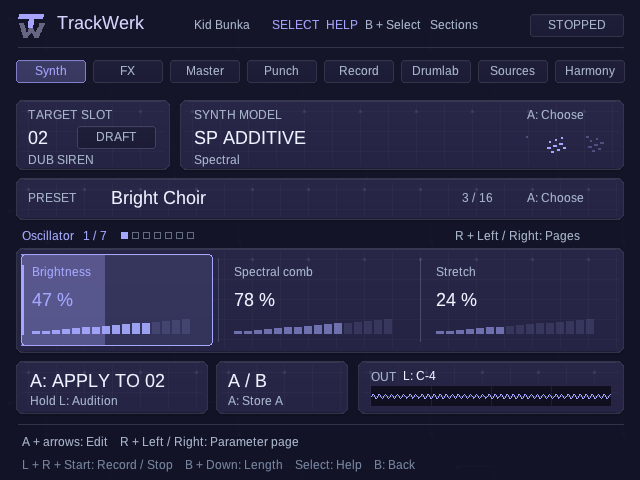 TrackWerk
Kid Bunka SELECT HELP B + Select Sections STOPPED
Synth FX Master Punch Record Drumlab Sources Harmony
TARGET SLOT
02 DRAFT
DUB SIREN
SYNTH MODEL A: Choose
SP ADDITIVE
Spectral
PRESET Bright Choir 3 / 16 A: Choose
Oscillator 1 / 7 R + Left / Right: Pages
Brightness Spectral comb Stretch
47 % 78 % 24 %
A: APPLY TO 02
Hold L: Audition
A / B
A: Store A
OUT L: C-4
A + arrows: Edit R + Left / Right: Parameter page
L + R + Start: Record / Stop B + Down: Length Select: Help B: Back